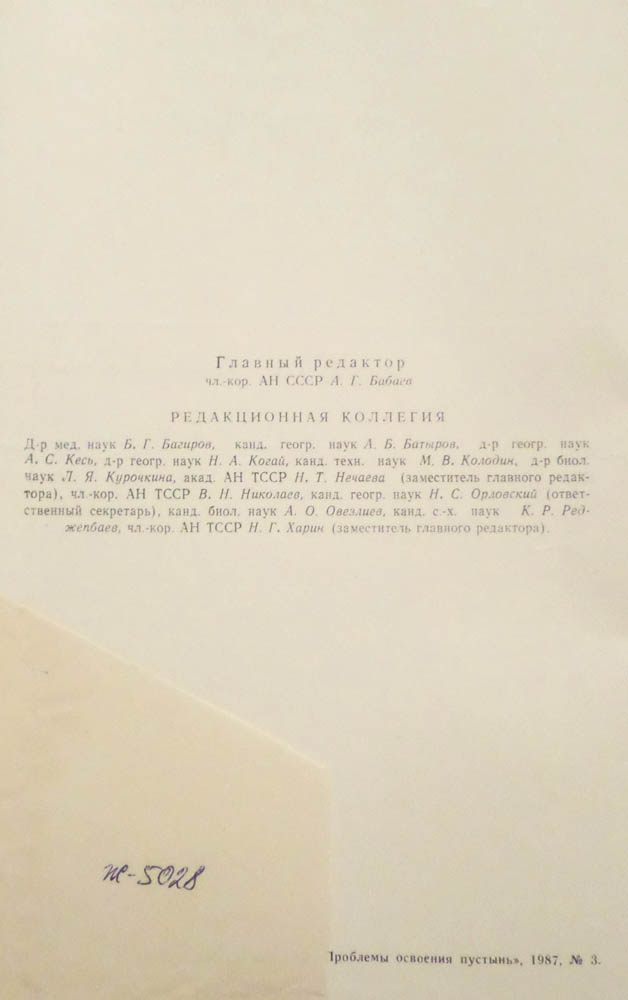 Главный редактор
чл.-кор. АН СССР А. Г. Бабаев
РЕДАКЦИОННАЯ КОЛЛЕГИЯ
Д-р мед. наук Б. Г. Багиров, канд. геогр. наук А. Б. Батыров, д-р геогр. наук
А. С. Кесь, д-р геогр. наук Н. А. Когай, канд. техн. наук М. В. Колодин, д-р биол.
наук Л. Я. Курочкина, акад. АН ТССР Н. Т. Нечаева (заместитель главного редак-
тора), чл.-кор. АН ТССР В. Н. Николаев, канд. геогр. наук Н. С. Орловский (ответ-
ственный секретарь), канд. биол. наук А. О. Овезлиев, канд. с.-х. наук К. Р. Ред-
жепбаев, чл.-кор. АН ТССР Н. Г. Харин (заместитель главного редактора).
же-5028
Проблемы освоения пустынь», 1987, № 3.